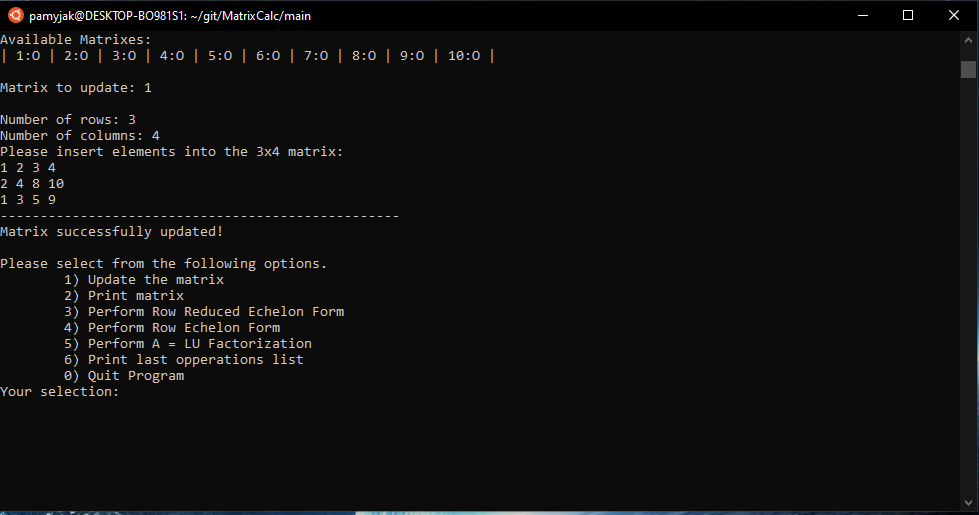 pamyjak@DESKTOP-BO981S1: ~/git/MatrixCalc/main
Available Matrixes:
| 1:O | 2:O | 3:O | 4:O | 5:O | 6:O | 7:O | 8:O | 9:O | 10:O |
Matrix to update: 1
Number of rows: 3
Number of columns: 4
Please insert elements into the 3x4 matrix:
1 2 3 4
2 4 8 10
1 3 5 9
--------------------------------------------------
Matrix successfully updated!
Please select from the following options.
1) Update the matrix
2) Print matrix
3) Perform Row Reduced Echelon Form
4) Perform Row Echelon Form
5) Perform A = LU Factorization
6) Print last opperations list
0) Quit Program
Your selection: